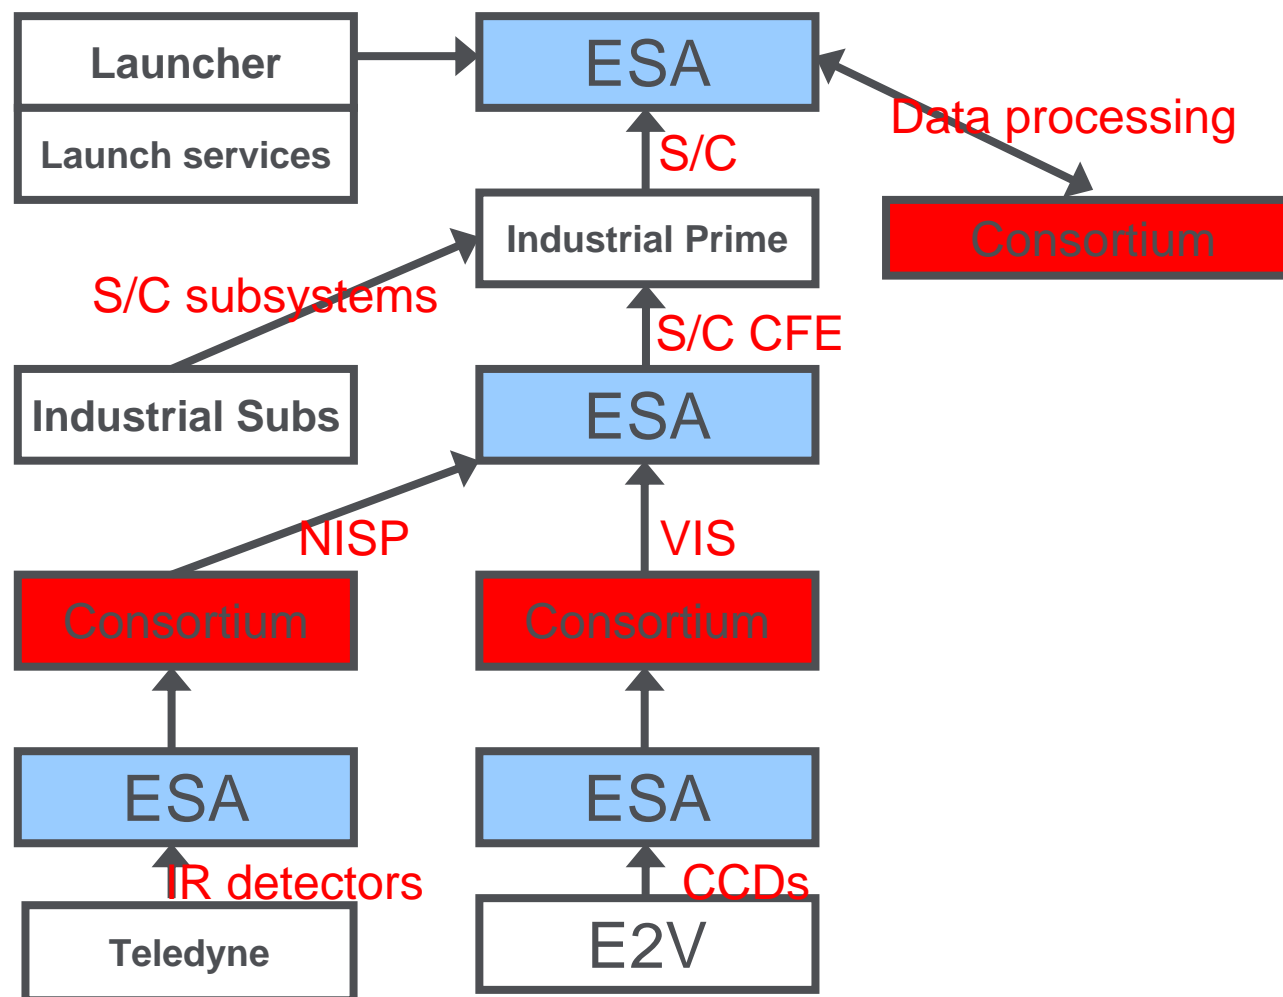 Launcher
ESA
Data processing
Launch services
S/C
Industrial Prime
Consortium
S/C subsystems
S/C CFE
Industrial Subs
ESA
NISP
VIS
Consortium
Consortium
ESA
ESA
IR detectors
CCDs
Teledyne
E2V